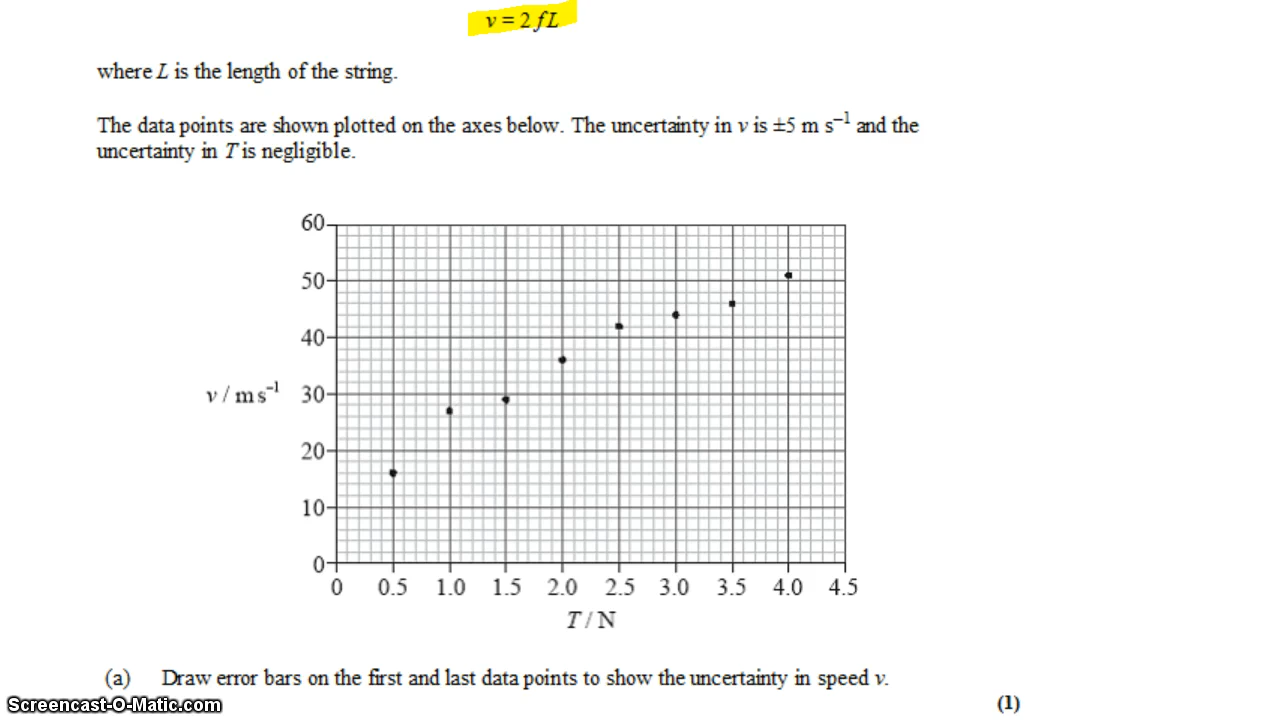 v = 2 fL
where L is the length of the string.
The data points are shown plotted on the axes below. The uncertainty in v is ±5 m s⁻¹ and the
uncertainty in T is negligible.
60
50
40
v / m s⁻¹ 30
20
10
0
0 0.5 1.0 1.5 2.0 2.5 3.0 3.5 4.0 4.5
T / N
(a) Draw error bars on the first and last data points to show the uncertainty in speed v.
(1)
Screencast-O-Matic.com